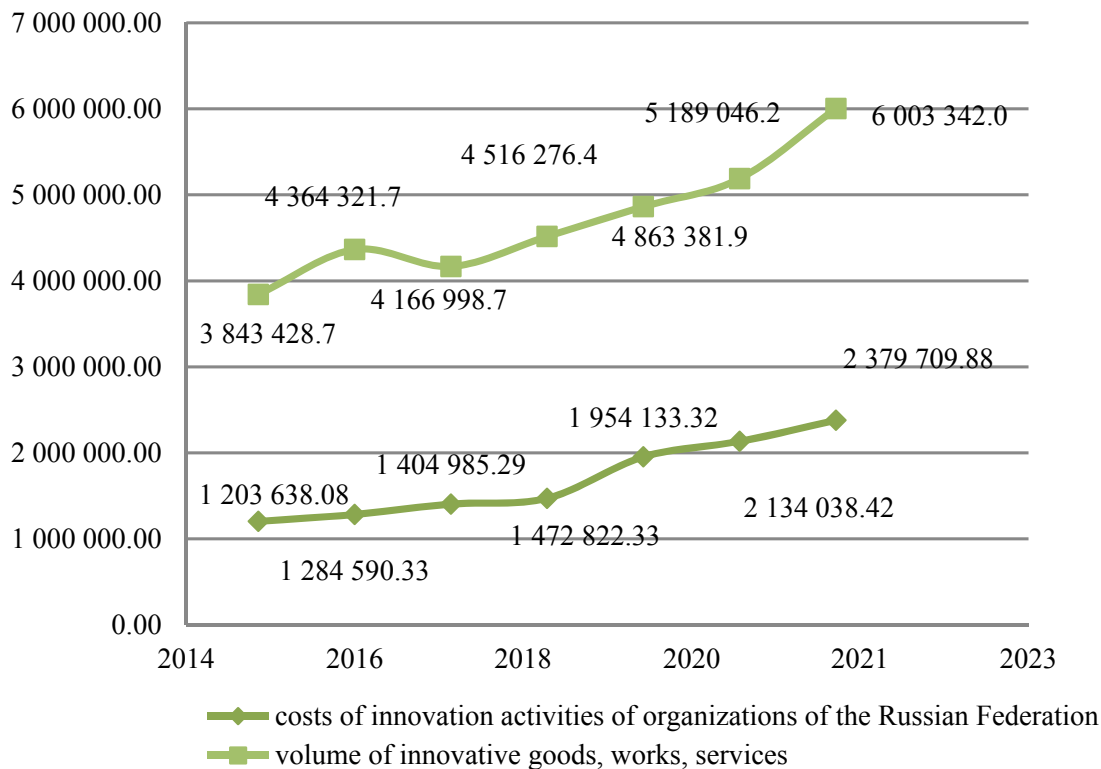 7 000 000.00
6 000 000.00
5 000 000.00
4 000 000.00
3 000 000.00
2 000 000.00
1 000 000.00
0.00
5 189 046.2
6 003 342.0
4 516 276.4
4 364 321.7
4 863 381.9
4 166 998.7
3 843 428.7
2 379 709.88
1 954 133.32
1 404 985.29
1 203 638.08
2 134 038.42
1 472 822.33
1 284 590.33
2014 2016 2018 2020 2021 2023
costs of innovation activities of organizations of the Russian Federation
volume of innovative goods, works, services